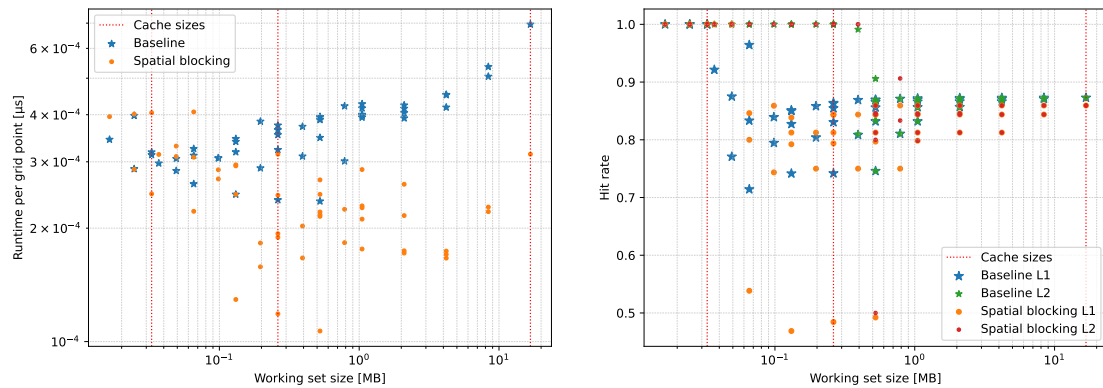 Cache sizes
Baseline
Spatial blocking
6 × 10⁻⁴
4 × 10⁻⁴
3 × 10⁻⁴
2 × 10⁻⁴
10⁻⁴
Runtime per grid point [µs]
10⁻¹ 10⁰ 10¹
Working set size [MB]
1.0
0.9
0.8
0.7
0.6
0.5
Hit rate
Cache sizes
Baseline L1
Baseline L2
Spatial blocking L1
Spatial blocking L2
10⁻¹ 10⁰ 10¹
Working set size [MB]